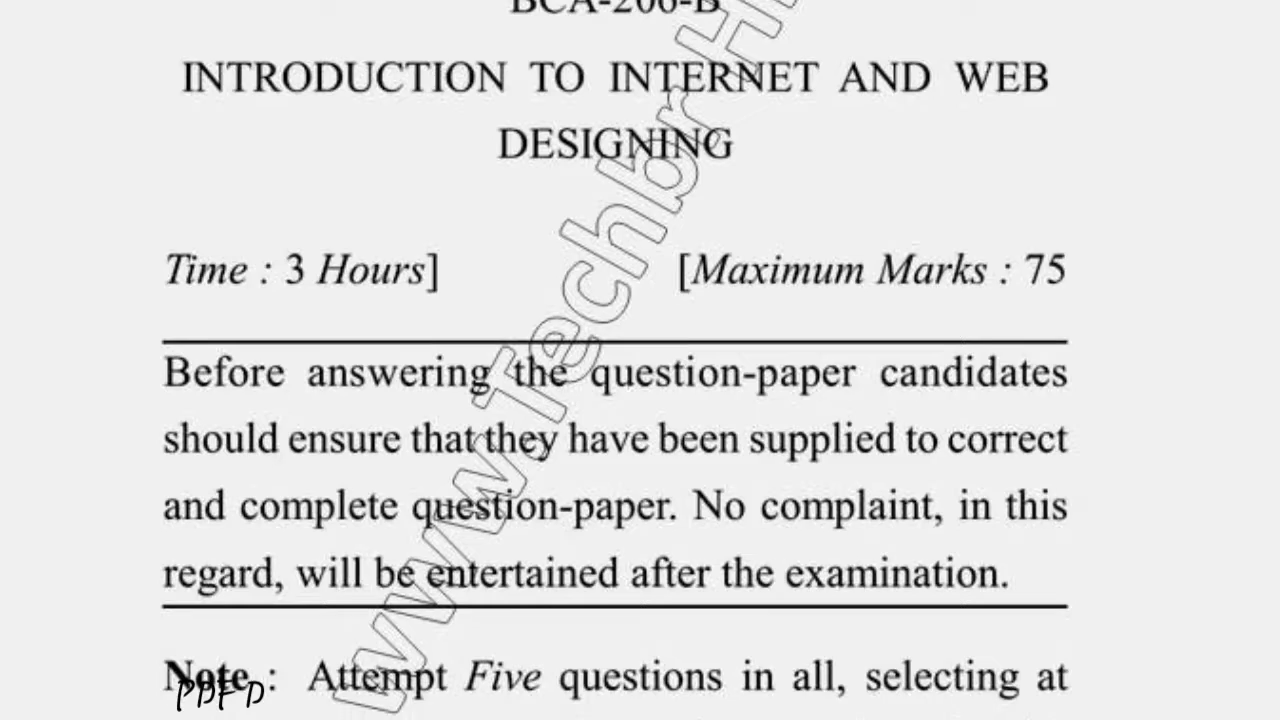 BCA-206-B
INTRODUCTION TO INTERNET AND WEB
DESIGNING
Time : 3 Hours]
[Maximum Marks : 75
Before answering the question-paper candidates
should ensure that they have been supplied to correct
and complete question-paper. No complaint, in this
regard, will be entertained after the examination.
Note : Attempt Five questions in all, selecting at
PDF D
www.Techbr